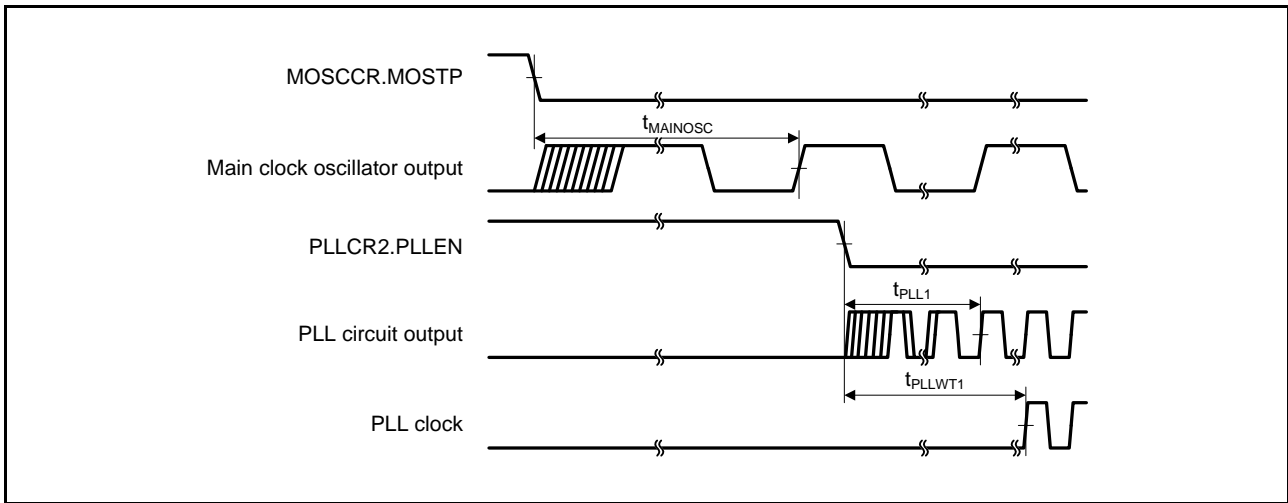 MOSCCR.MOSTP
tMAINOSC
Main clock oscillator output
PLLCR2.PLLEN
tPLL1
PLL circuit output
tPLLWT1
PLL clock